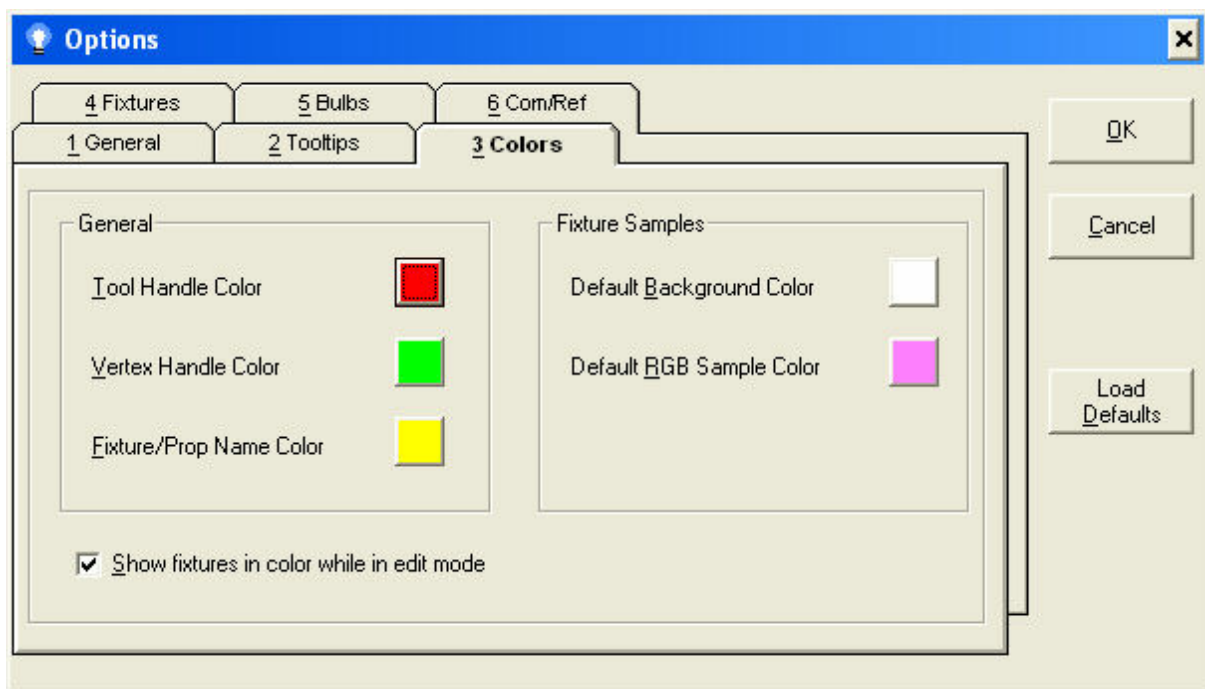 Options
4 Fixtures
5 Bulbs
6 Com/Ref
1 General
2 Tooltips
3 Colors
General
Tool Handle Color
Vertex Handle Color
Fixture/Prop Name Color
Fixture Samples
Default Background Color
Default RGB Sample Color
Show fixtures in color while in edit mode
OK
Cancel
Load
Defaults